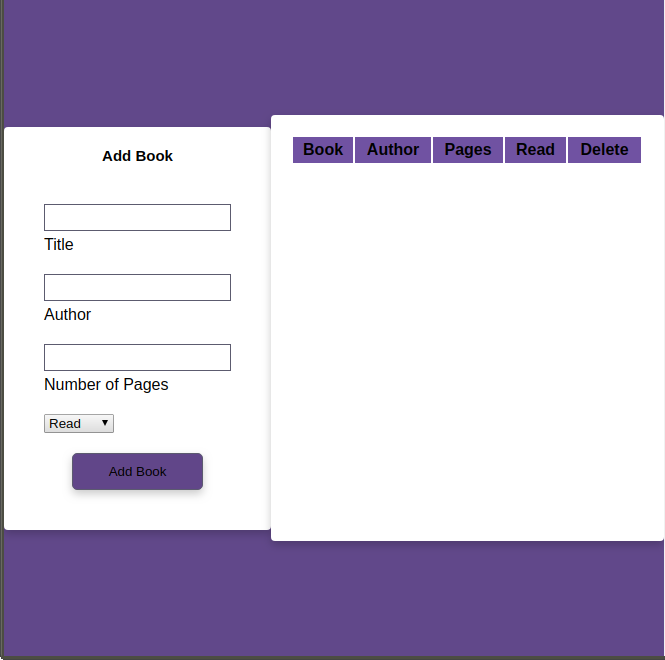 Add Book
Title
Author
Number of Pages
Read
Add Book
Book Author Pages Read Delete